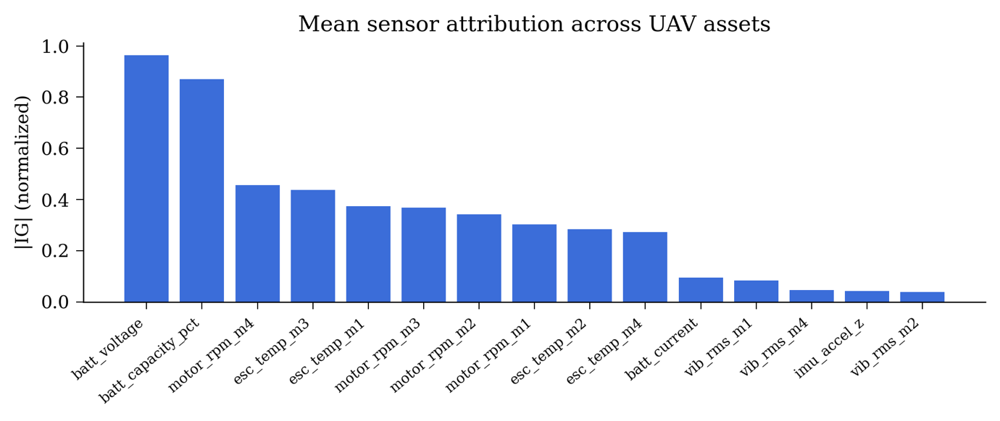 Mean sensor attribution across UAV assets
|IG| (normalized)
1.0
0.8
0.6
0.4
0.2
0.0
batt_voltage
batt_capacity_pct
motor_rpm_m4
esc_temp_m3
esc_temp_m1
motor_rpm_m3
motor_rpm_m2
motor_rpm_m1
esc_temp_m2
esc_temp_m4
batt_current
vib_rms_m1
vib_rms_m4
imu_accel_z
vib_rms_m2